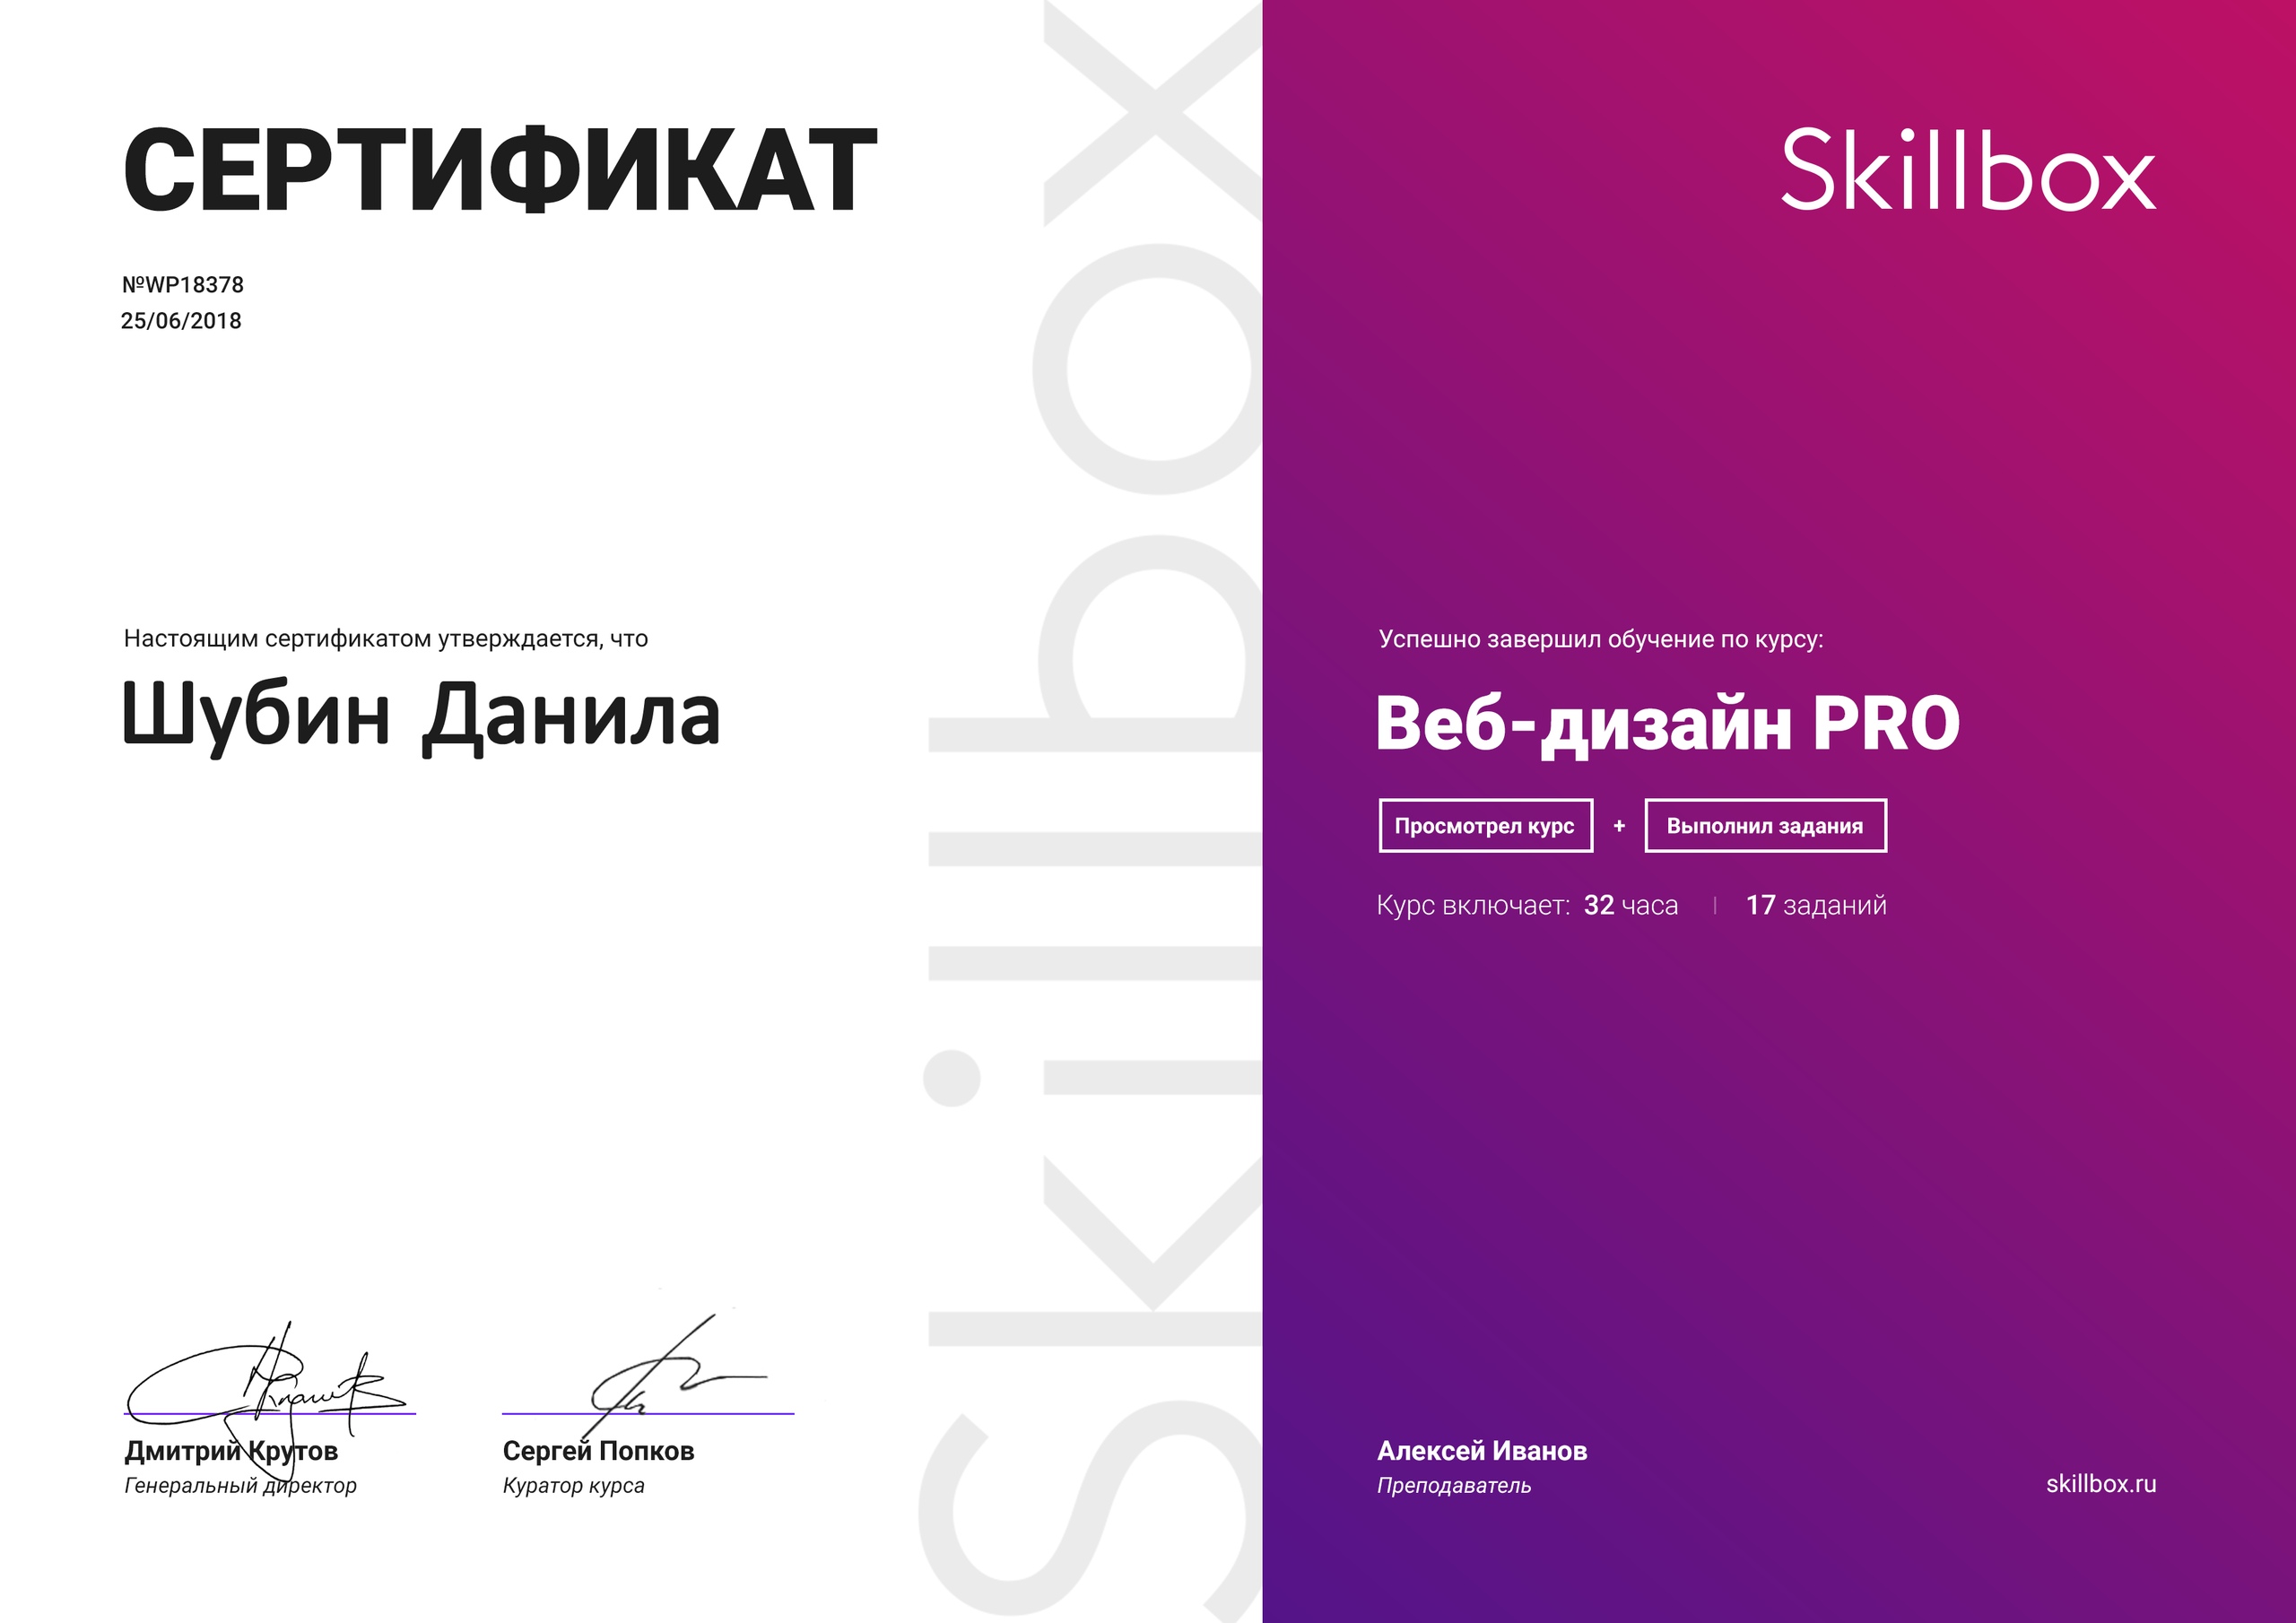 СЕРТИФИКАТ
№WP18378
25/06/2018
Настоящим сертификатом утверждается, что
Шубин Данила
Дмитрий Крутов
Генеральный директор
Сергей Попков
Куратор курса
Skillbox
Skillbox
Успешно завершил обучение по курсу:
Веб-дизайн PRO
Просмотрел курс + Выполнил задания
Курс включает: 32 часа | 17 заданий
Алексей Иванов
Преподаватель
skillbox.ru